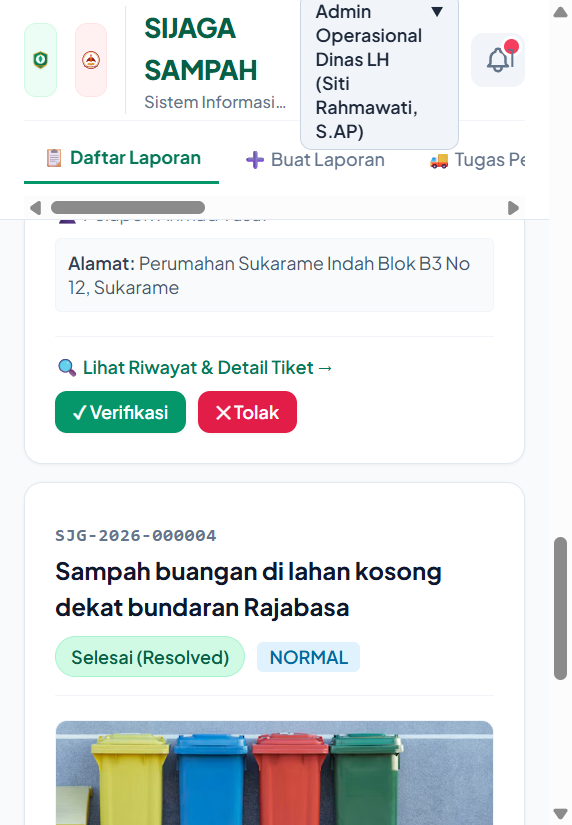 SIJAGA
SAMPAH
Sistem Informasi...
Admin
Operasional
Dinas LH
(Siti
Rahmawati,
S.AP)
▼
📋 Daftar Laporan
➕ Buat Laporan
🚚 Tugas Pe
Alamat: Perumahan Sukarame Indah Blok B3 No
12, Sukarame
🔍 Lihat Riwayat & Detail Tiket →
✓ Verifikasi
✕ Tolak
SJG-2026-000004
Sampah buangan di lahan kosong
dekat bundaran Rajabasa
Selesai (Resolved)
NORMAL